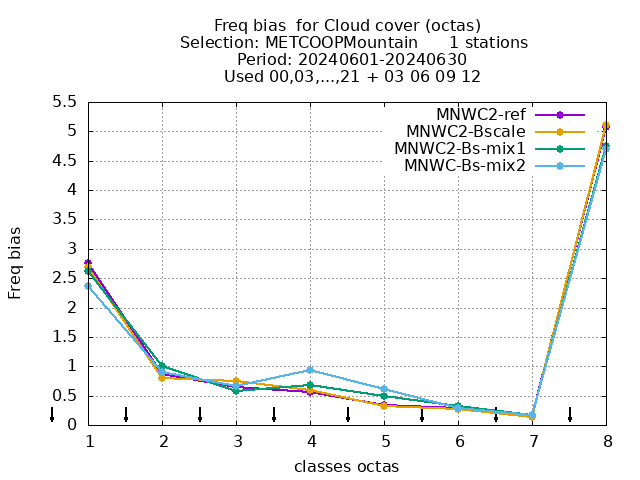 Freq bias  for Cloud cover (octas)
Selection: METCOOPMountain      1 stations
Period: 20240601-20240630
Used 00,03,...,21 + 03 06 09 12
MNWC2-ref
MNWC2-Bscale
MNWC2-Bs-mix1
MNWC-Bs-mix2
5.5
5
4.5
4
3.5
3
2.5
2
1.5
1
0.5
0
Freq bias
1 2 3 4 5 6 7 8
classes octas